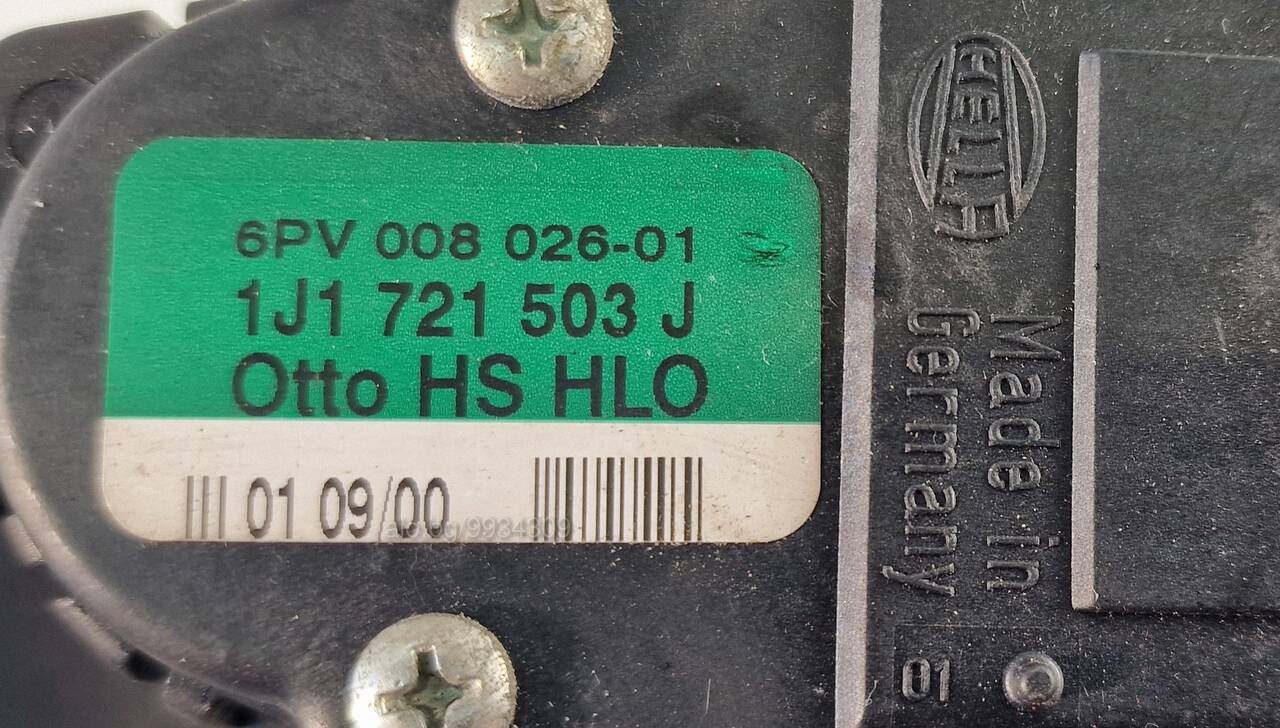 6PV 008 026-01
1J1 721 503 J
Otto HS HLO
01 09/00
HELLA
Made in
Germany
01